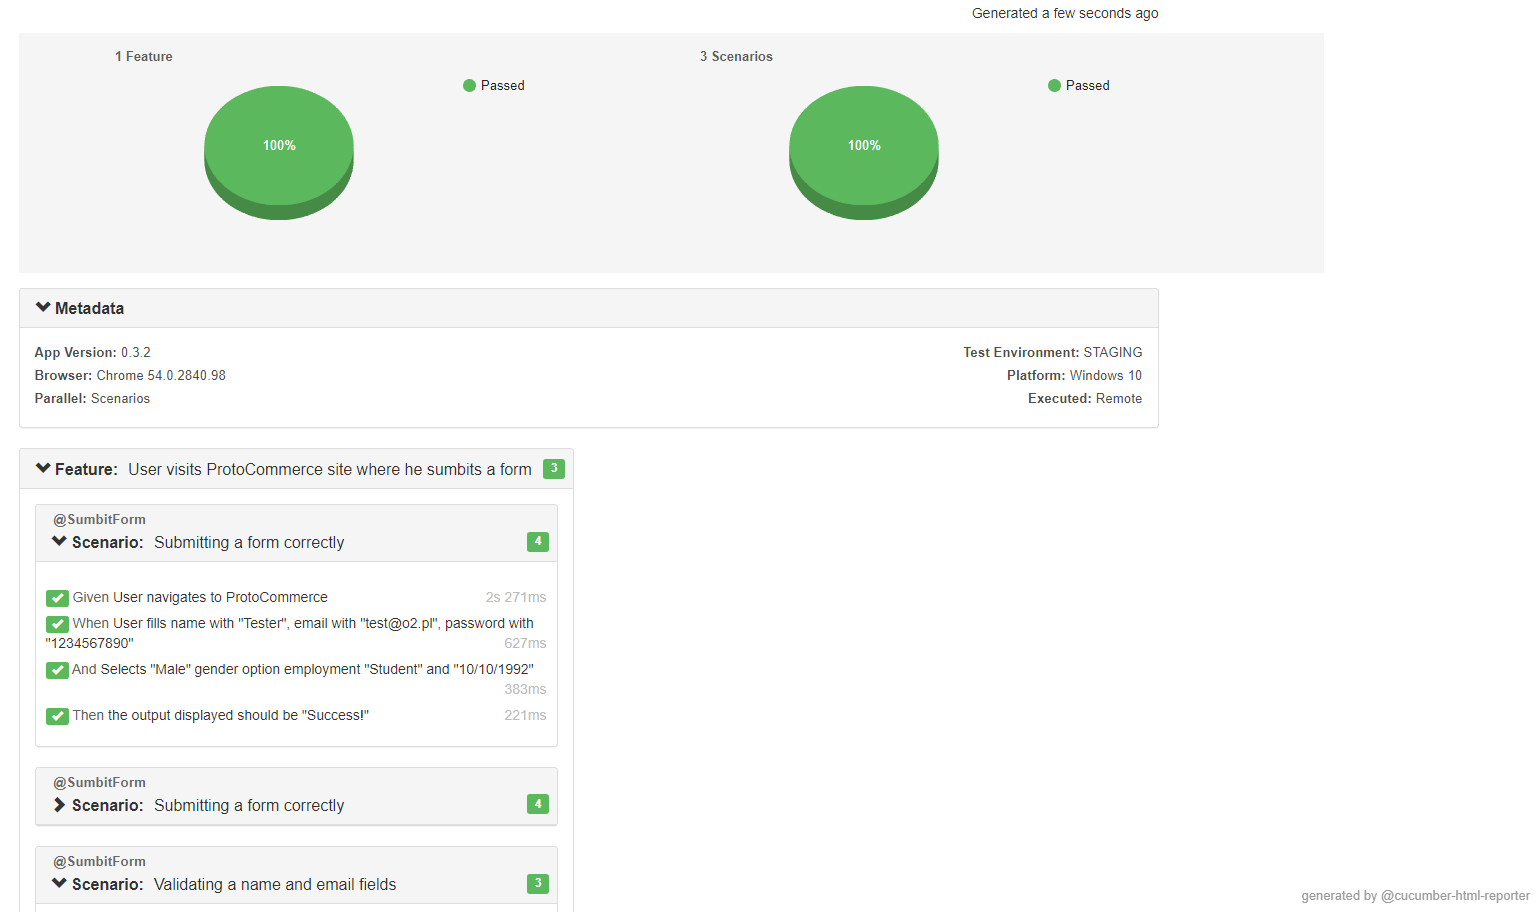 Generated a few seconds ago
1 Feature
Passed
100%
3 Scenarios
Passed
100%
Metadata
App Version: 0.3.2
Browser: Chrome 54.0.2840.98
Parallel: Scenarios
Test Environment: STAGING
Platform: Windows 10
Executed: Remote
Feature: User visits ProtoCommerce site where he sumbits a form 3
@SumbitForm
Scenario: Submitting a form correctly 4
Given User navigates to ProtoCommerce 2s 271ms
When User fills name with "Tester", email with "test@o2.pl", password with
"1234567890" 627ms
And Selects "Male" gender option employment "Student" and "10/10/1992"
383ms
Then the output displayed should be "Success!" 221ms
@SumbitForm
Scenario: Submitting a form correctly 4
@SumbitForm
Scenario: Validating a name and email fields 3
generated by @cucumber-html-reporter